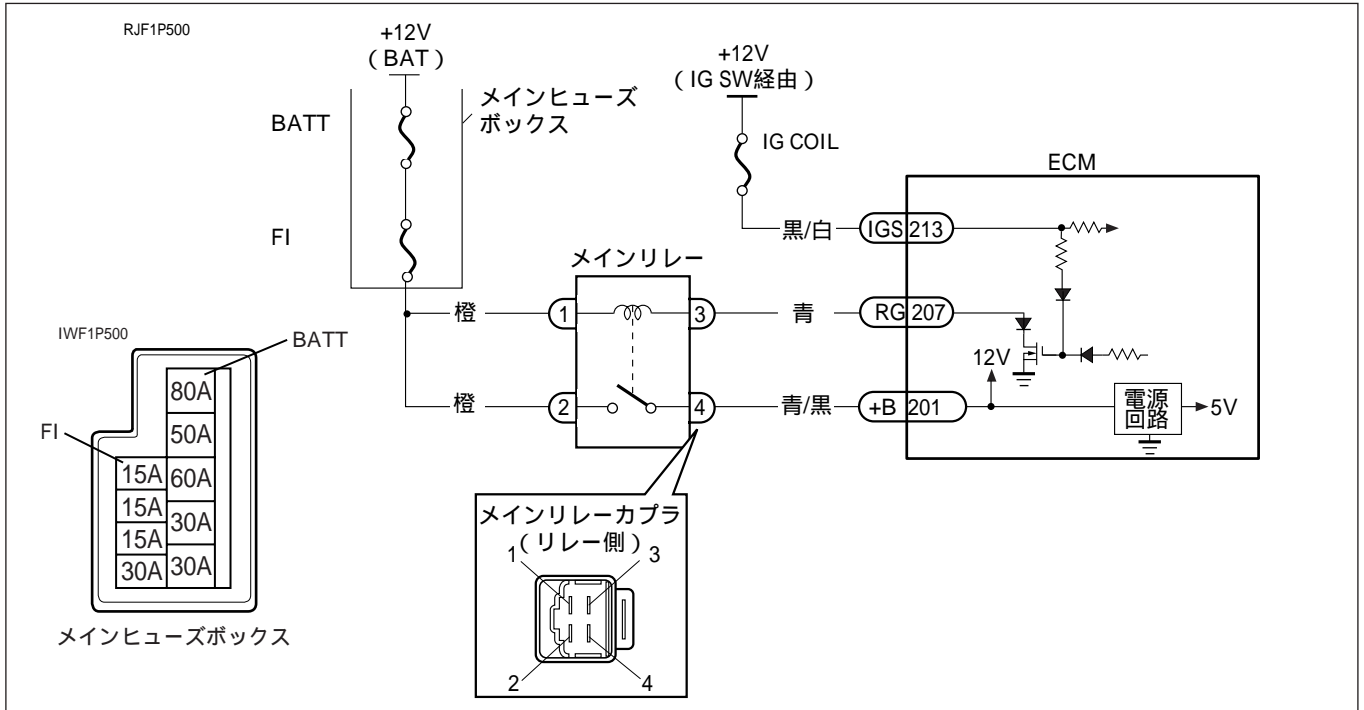 RJF1P500
+12V
（BAT）
+12V
（IG SW経由）
メインヒューズ
ボックス
BATT
IG COIL
ECM
FI
黒/白
IGS
213
メインリレー
橙
1
3
青
RG
207
12V
橙
2
4
青/黒
+B
201
電源
回路
5V
IWF1P500
BATT
80A
50A
FI
15A
60A
15A
30A
15A
30A
30A
メインヒューズボックス
メインリレーカプラ
（リレー側）
1
3
2
4